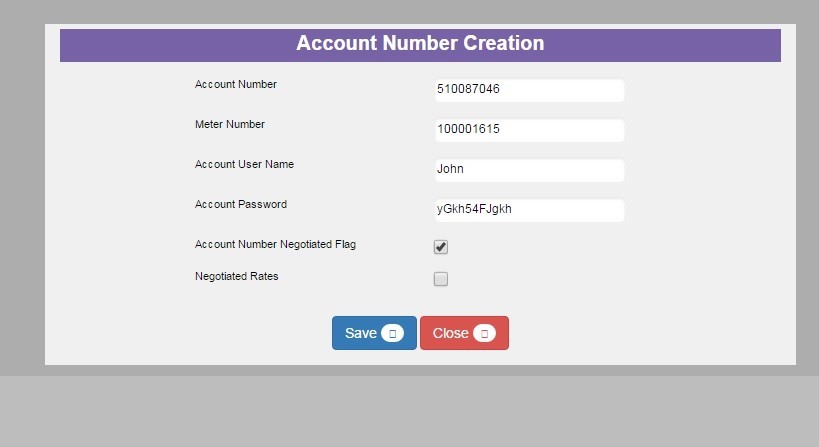 Account Number Creation
Account Number 510087046
Meter Number 100001615
Account User Name John
Account Password yGkh54FJgkh
Account Number Negotiated Flag
Negotiated Rates
Save Close